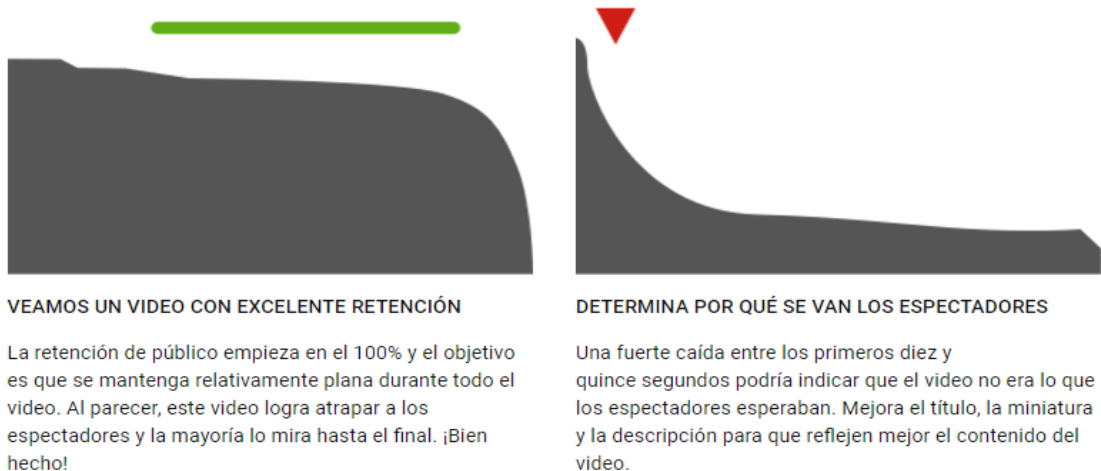 VEAMOS UN VIDEO CON EXCELENTE RETENCIÓN
La retención de público empieza en el 100% y el objetivo
es que se mantenga relativamente plana durante todo el
video. Al parecer, este video logra atrapar a los
espectadores y la mayoría lo mira hasta el final. ¡Bien
hecho!
DETERMINA POR QUÉ SE VAN LOS ESPECTADORES
Una fuerte caída entre los primeros diez y
quince segundos podría indicar que el video no era lo que
los espectadores esperaban. Mejora el título, la miniatura
y la descripción para que reflejen mejor el contenido del
video.